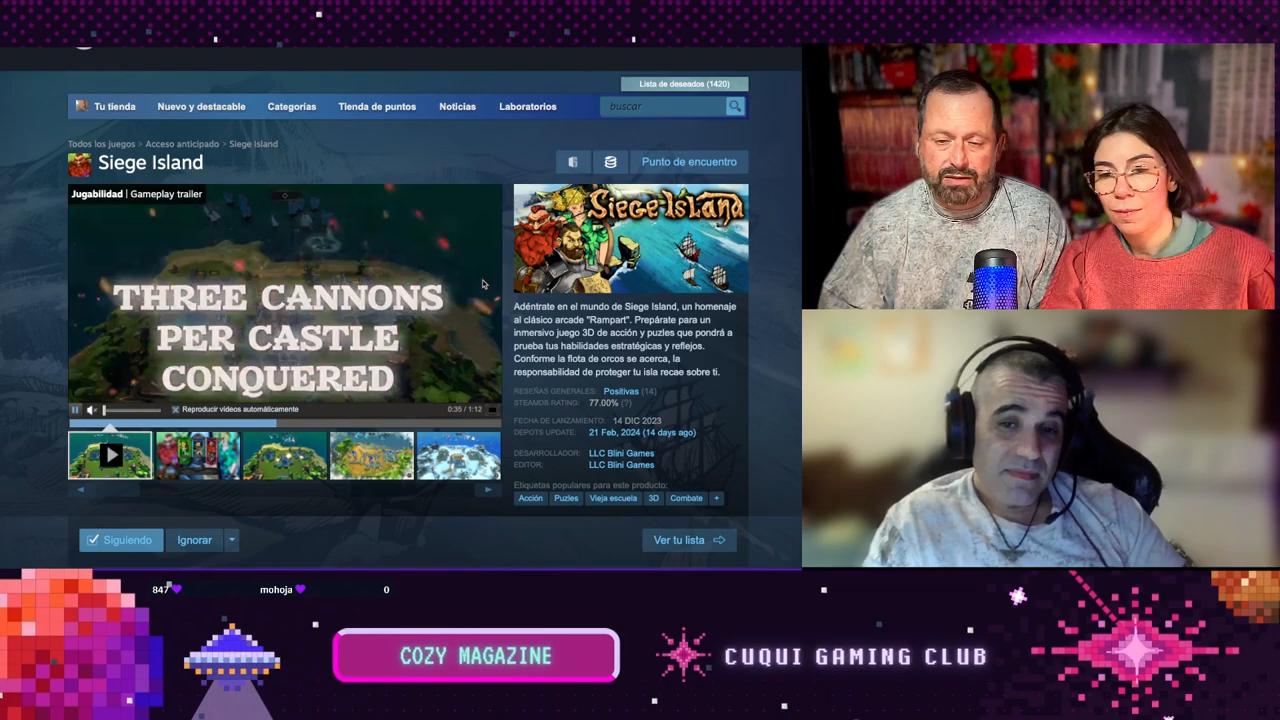 Lista de deseados (1420)
Tu tienda Nuevo y destacable Categorías Tienda de puntos Noticias Laboratorios buscar
Todos los juegos > Acceso anticipado > Siege Island
Siege Island
Punto de encuentro
Jugabilidad | Gameplay trailer
THREE CANNONS
PER CASTLE
CONQUERED
Reproducir vídeos automáticamente 0:35 / 1:12
Siege Island
Adéntrate en el mundo de Siege Island, un homenaje
al clásico arcade "Rampart". Prepárate para un
inmersivo juego 3D de acción y puzles que pondrá a
prueba tus habilidades estratégicas y reflejos.
Conforme la flota de orcos se acerca, la
responsabilidad de proteger tu isla recae sobre ti.
RESEÑAS GENERALES: Positivas (14)
STEAMDB RATING: 77.00% (?)
FECHA DE LANZAMIENTO: 14 DIC 2023
DEPOTS UPDATE: 21 Feb, 2024 (14 days ago)
DESARROLLADOR: LLC Blini Games
EDITOR: LLC Blini Games
Etiquetas populares para este producto:
Acción Puzles Vieja escuela 3D Combate +
Siguiendo Ignorar Ver tu lista
847 mohoja 0
COZY MAGAZINE
CUQUI GAMING CLUB